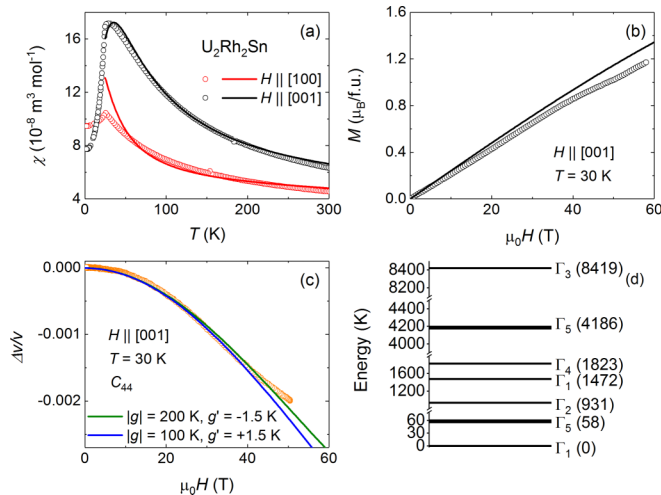 (a)
U₂Rh₂Sn
H || [100]
H || [001]
χ (10⁻⁸ m³ mol⁻¹)
16
12
8
4
0
100
200
300
T (K)
(b)
M (μB/f.u.)
1.6
1.2
0.8
0.4
0.0
H || [001]
T = 30 K
0
20
40
60
μ₀H (T)
(c)
Δv/v
0.000
-0.001
-0.002
H || [001]
T = 30 K
C₄₄
|g| = 200 K, g' = -1.5 K
|g| = 100 K, g' = +1.5 K
0
20
40
60
μ₀H (T)
(d)
Energy (K)
8400
8200
4400
4200
4000
1600
1200
60
30
0
Γ₃ (8419)
Γ₅ (4186)
Γ₄ (1823)
Γ₁ (1472)
Γ₂ (931)
Γ₅ (58)
Γ₁ (0)